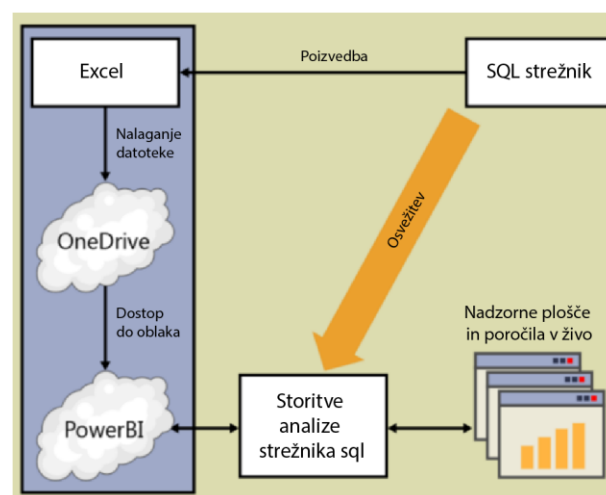 Excel
Poizvedba
SQL strežnik
Nalaganje
datoteke
OneDrive
Osvežitev
Dostop
do oblaka
Nadzorne plošče
in poročila v živo
PowerBI
Storitve
analize
strežnika sql